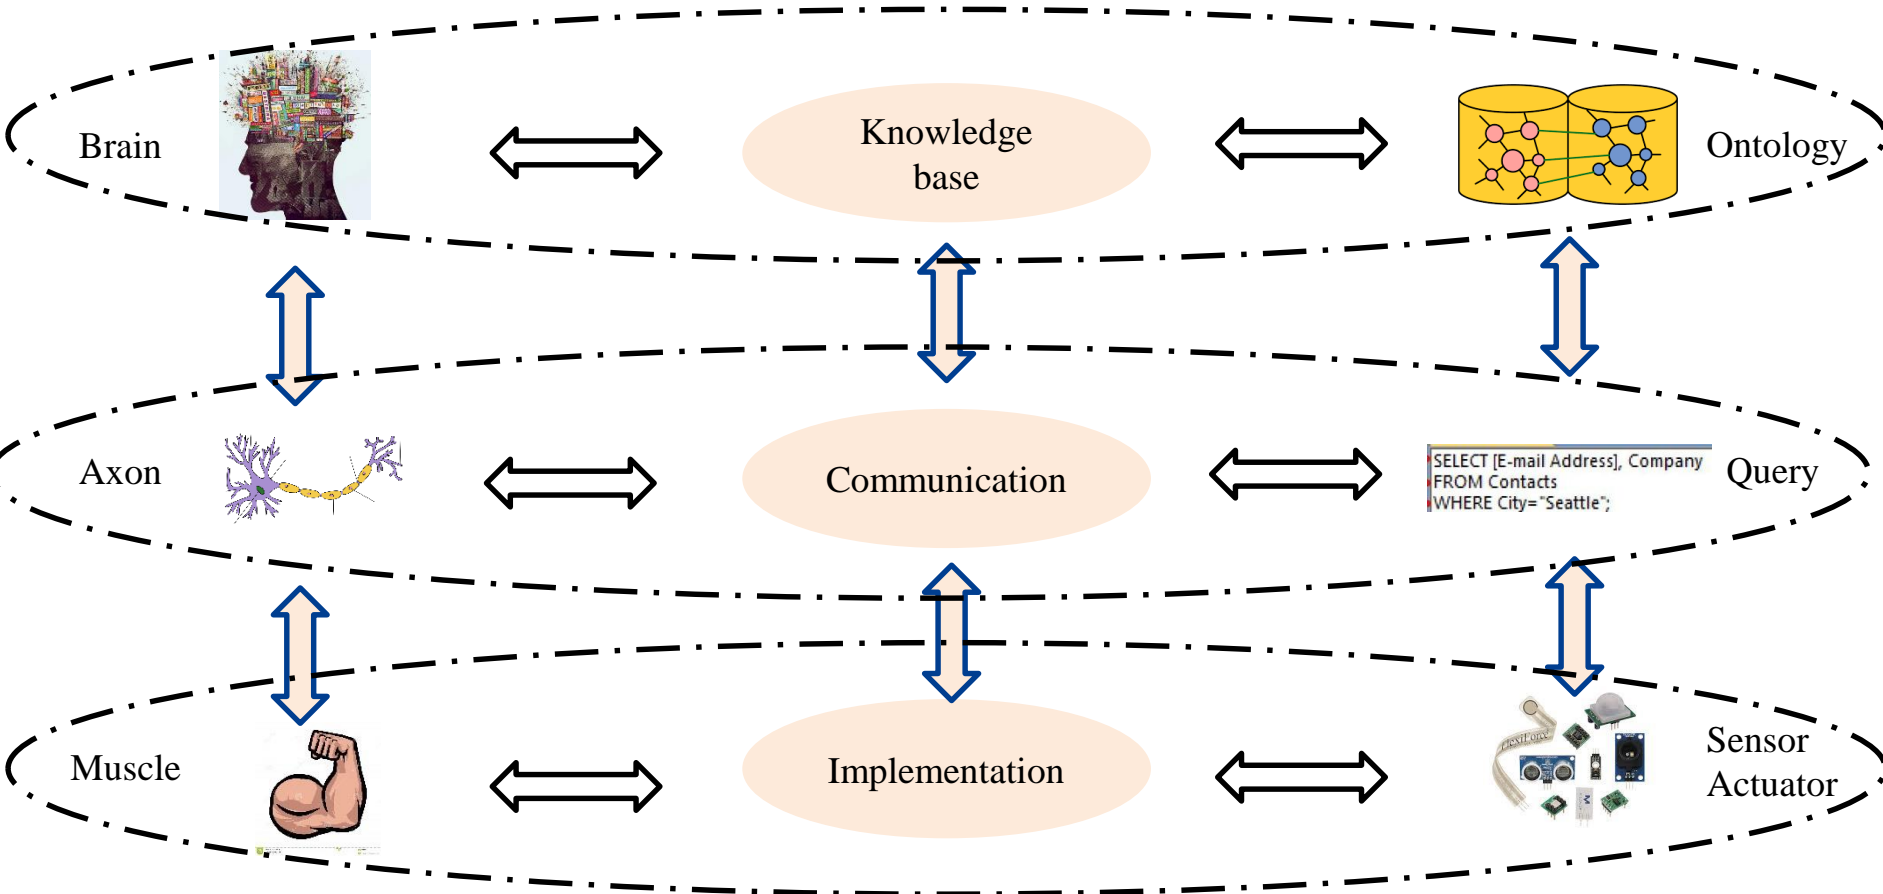 Brain
Knowledge
base
Ontology
Axon
Communication
SELECT [E-mail Address], Company
FROM Contacts
WHERE City="Seattle";
Query
Muscle
Implementation
FlexiForce
Sensor
Actuator